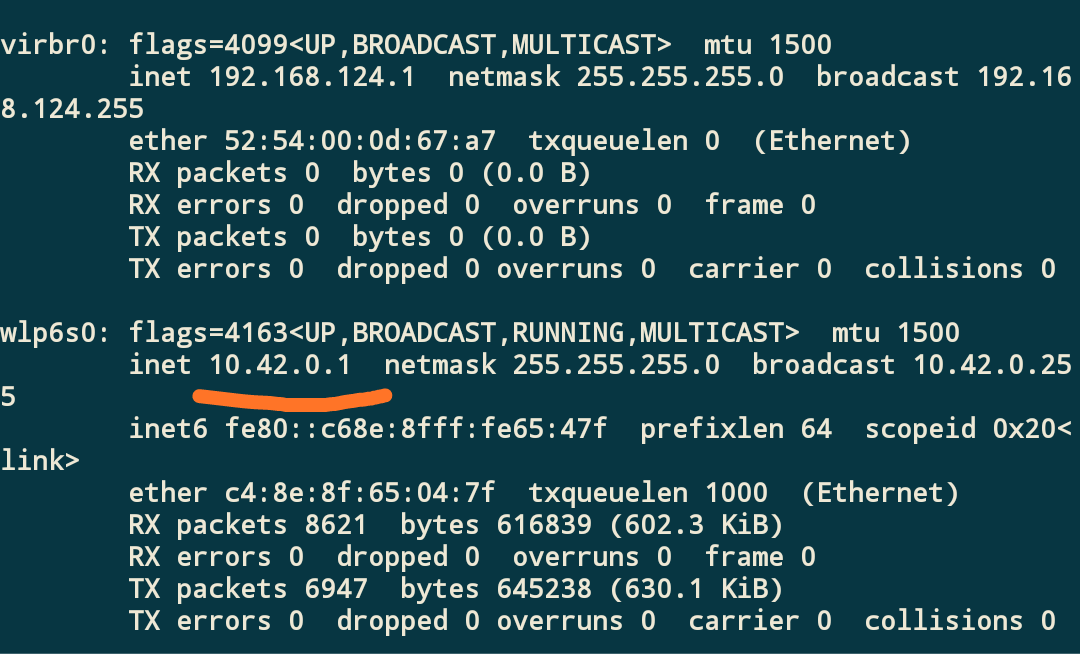 virbr0: flags=4099<UP,BROADCAST,MULTICAST>  mtu 1500
        inet 192.168.124.1  netmask 255.255.255.0  broadcast 192.16
8.124.255
        ether 52:54:00:0d:67:a7  txqueuelen 0  (Ethernet)
        RX packets 0  bytes 0 (0.0 B)
        RX errors 0  dropped 0  overruns 0  frame 0
        TX packets 0  bytes 0 (0.0 B)
        TX errors 0  dropped 0 overruns 0  carrier 0  collisions 0

wlp6s0: flags=4163<UP,BROADCAST,RUNNING,MULTICAST>  mtu 1500
        inet 10.42.0.1  netmask 255.255.255.0  broadcast 10.42.0.25
5
        inet6 fe80::c68e:8fff:fe65:47f  prefixlen 64  scopeid 0x20<
link>
        ether c4:8e:8f:65:04:7f  txqueuelen 1000  (Ethernet)
        RX packets 8621  bytes 616839 (602.3 KiB)
        RX errors 0  dropped 0  overruns 0  frame 0
        TX packets 6947  bytes 645238 (630.1 KiB)
        TX errors 0  dropped 0 overruns 0  carrier 0  collisions 0